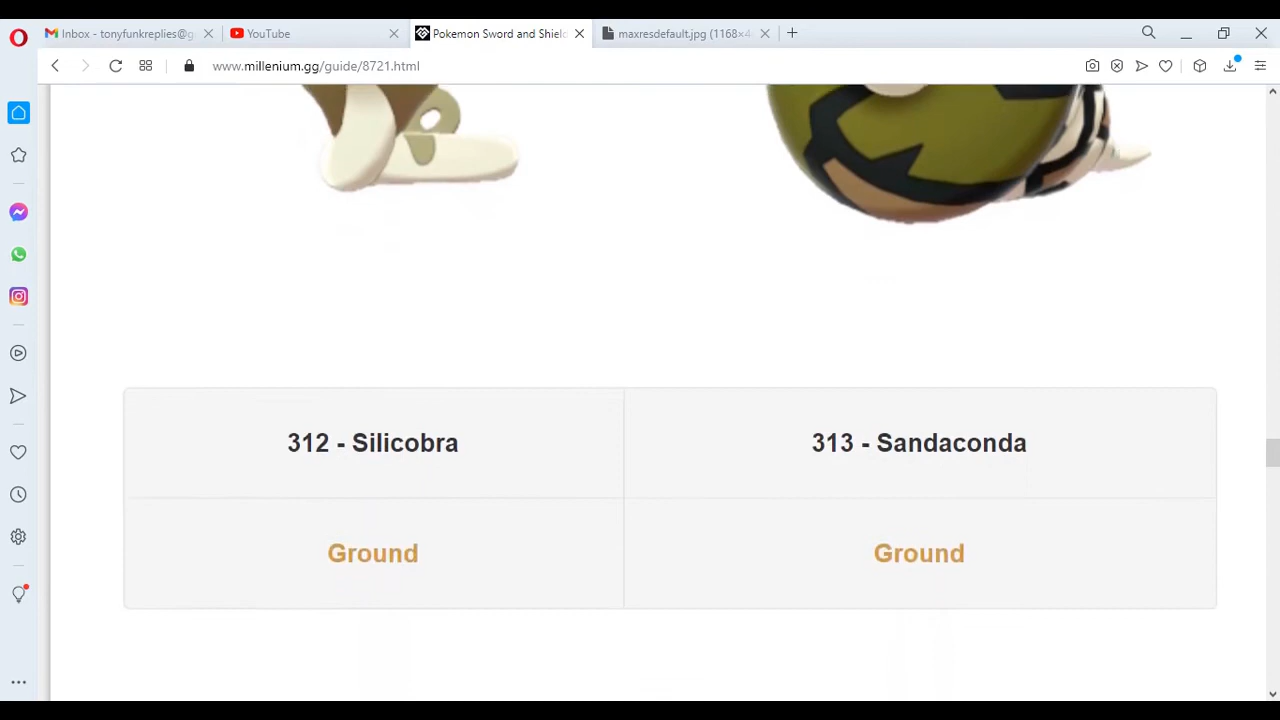 Inbox - tonyfunkreplies@g
YouTube
Pokemon Sword and Shield
maxresdefault.jpg (1168×4
www.millenium.gg/guide/8721.html
312 - Silicobra
313 - Sandaconda
Ground
Ground